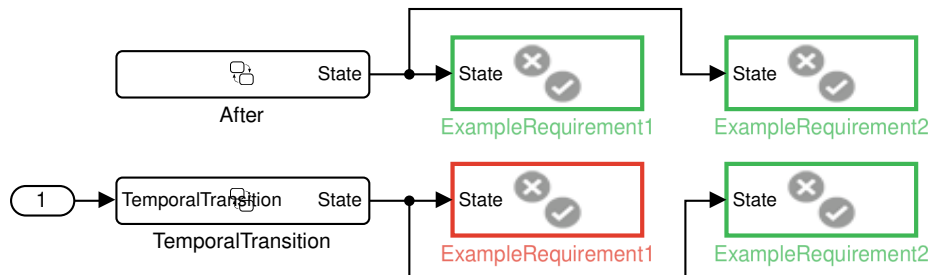 State State State
After ExampleRequirement1 ExampleRequirement2
1 TemporalTransition State State State
TemporalTransition
ExampleRequirement1 ExampleRequirement2